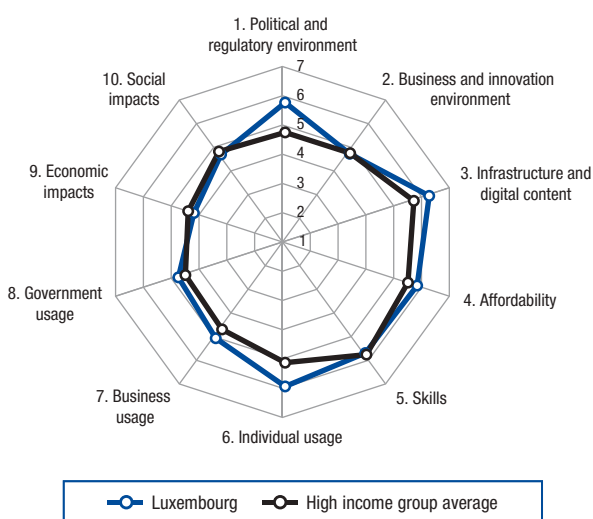 1. Political and
regulatory environment
2. Business and innovation
environment
3. Infrastructure and
digital content
4. Affordability
5. Skills
6. Individual usage
7. Business
usage
8. Government
usage
9. Economic
impacts
10. Social
impacts
7
6
5
4
3
2
1
Luxembourg
High income group average